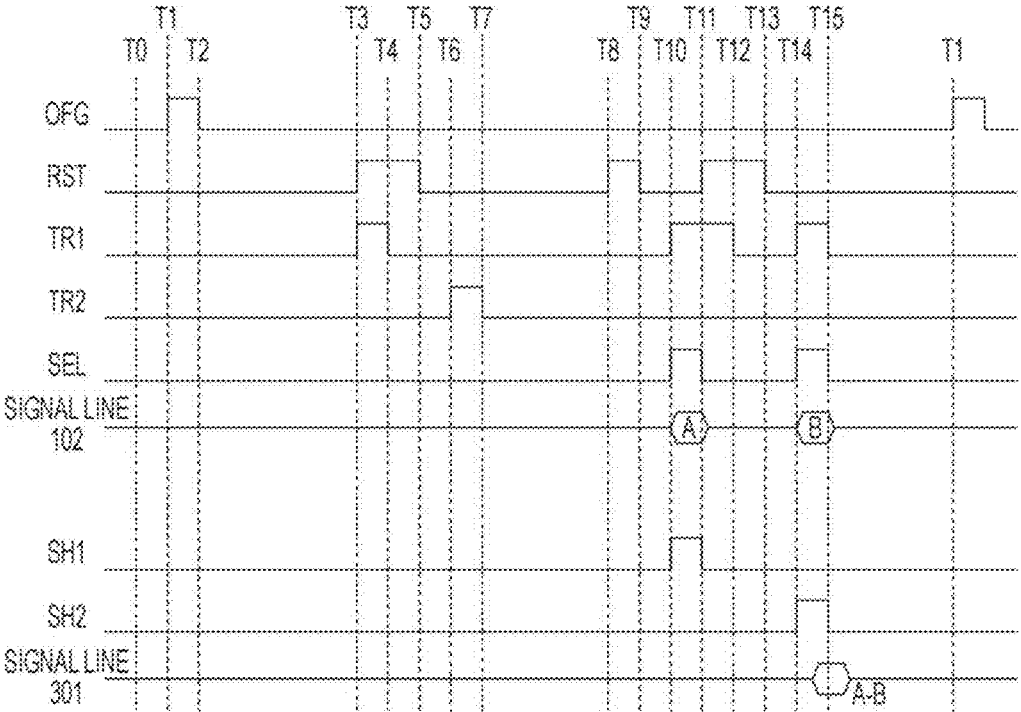 T1 T3 T5 T7 T9 T11 T13 T15
T0 T2 T4 T6 T8 T10 T12 T14 T1
OFG
RST
TR1
TR2
SEL
SIGNAL LINE
102
A B
SH1
SH2
SIGNAL LINE
301
A-B